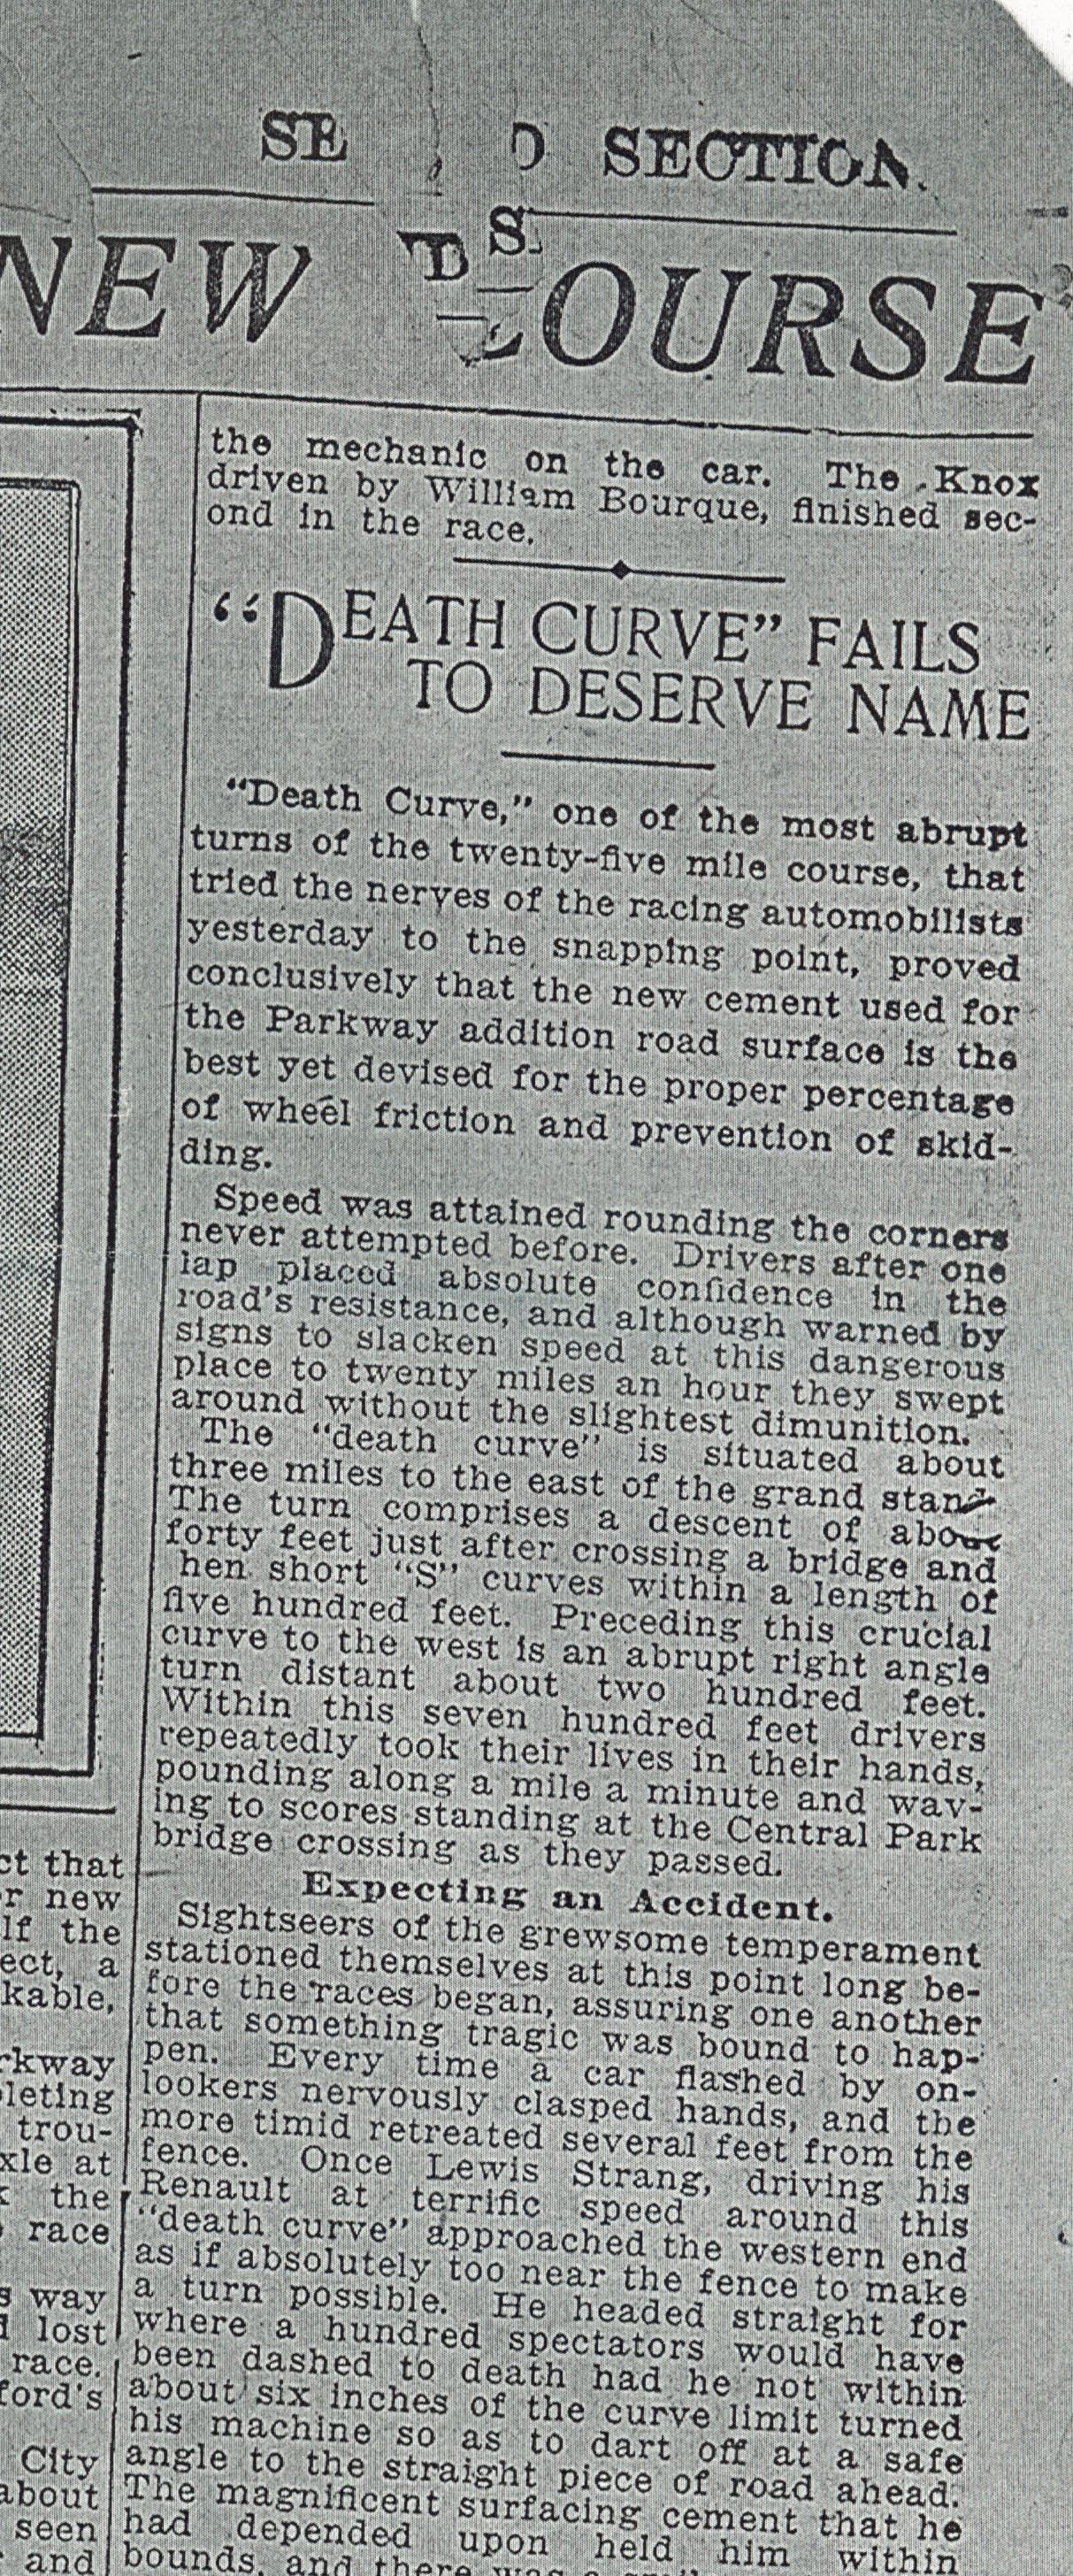 SE D SECTION.
NEW COURSE
the mechanic on the car. The Knox
driven by William Bourque, finished sec-
ond in the race.
"DEATH CURVE" FAILS
TO DESERVE NAME
"Death Curve," one of the most abrupt
turns of the twenty-five mile course, that
tried the nerves of the racing automobilists
yesterday to the snapping point, proved
conclusively that the new cement used for
the Parkway addition road surface is the
best yet devised for the proper percentage
of wheel friction and prevention of skid-
ding.
Speed was attained rounding the corners
never attempted before. Drivers after one
lap placed absolute confidence in the
road's resistance, and although warned by
signs to slacken speed at this dangerous
place to twenty miles an hour they swept
around without the slightest dimunition.
The "death curve" is situated about
three miles to the east of the grand stand
The turn comprises a descent of about
forty feet just after crossing a bridge and
hen short "S" curves within a length of
five hundred feet. Preceding this crucial
curve to the west is an abrupt right angle
turn distant about two hundred feet.
Within this seven hundred feet drivers
repeatedly took their lives in their hands,
pounding along a mile a minute and wav-
ing to scores standing at the Central Park
bridge crossing as they passed.
Expecting an Accident.
Sightseers of the grewsome temperament
stationed themselves at this point long be-
fore the races began, assuring one another
that something tragic was bound to hap-
pen. Every time a car flashed by on-
lookers nervously clasped hands, and the
more timid retreated several feet from the
fence. Once Lewis Strang, driving his
Renault at terrific speed around this
"death curve" approached the western end
as if absolutely too near the fence to make
a turn possible. He headed straight for
where a hundred spectators would have
been dashed to death had he not within
about six inches of the curve limit turned
his machine so as to dart off at a safe
angle to the straight piece of road ahead.
The magnificent surfacing cement that he
had depended upon held him within
bounds, and there was a
ct that
r new
lf the
ect, a
kable,
rkway
leting
trou-
xle at
the
race
s way
lost
race.
ford's
City
about
seen
and